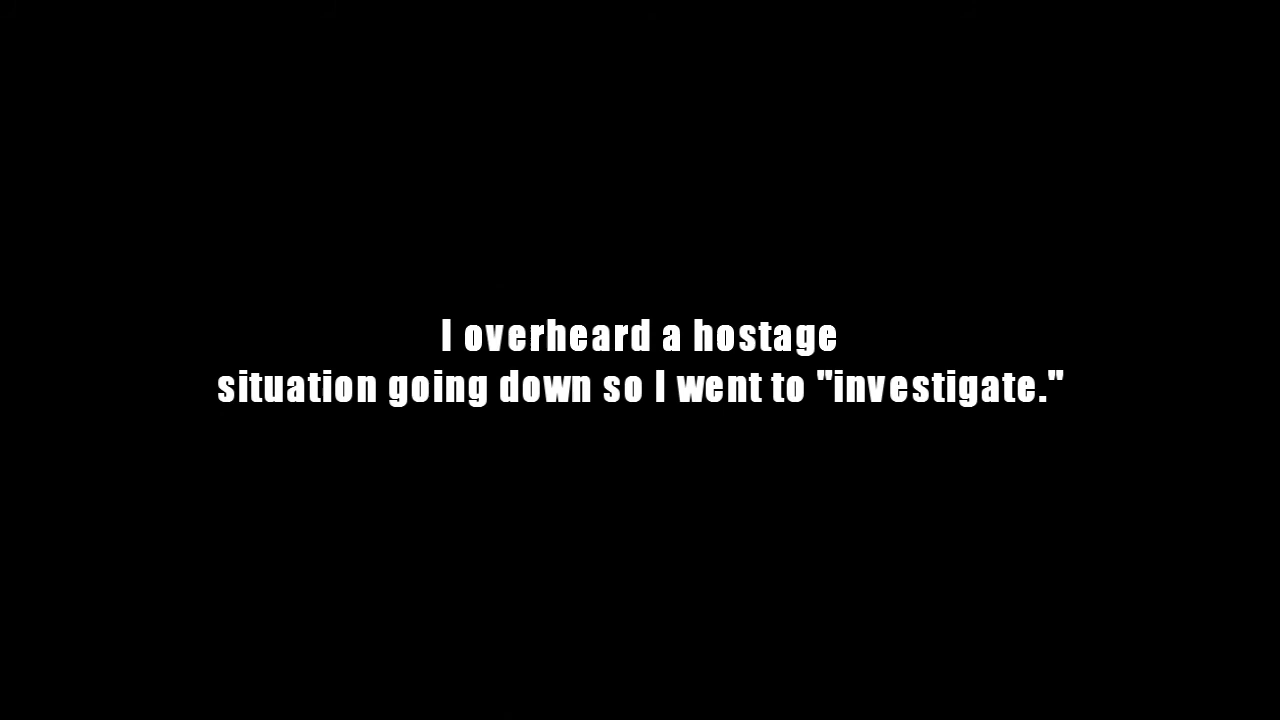 I overheard a hostage
situation going down so I went to "investigate."